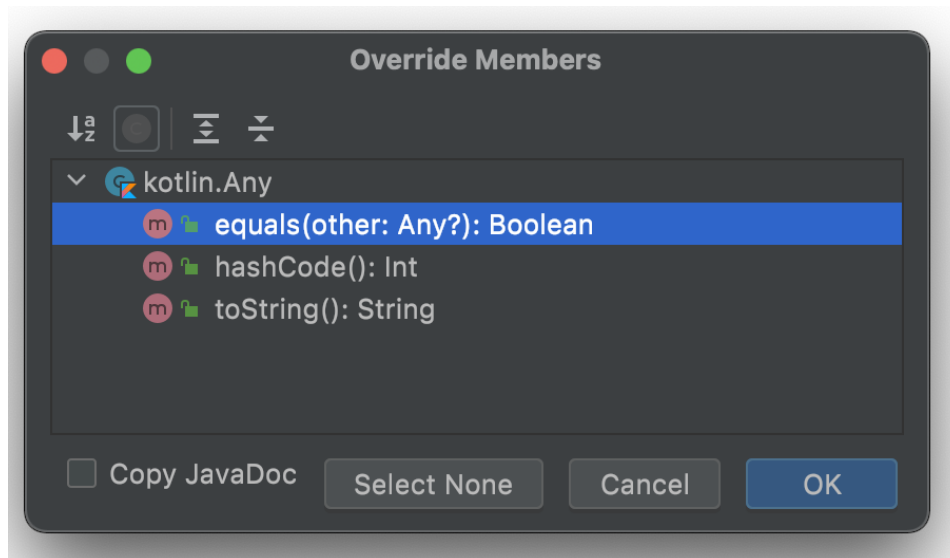 Override Members
kotlin.Any
equals(other: Any?): Boolean
hashCode(): Int
toString(): String
Copy JavaDoc
Select None
Cancel
OK